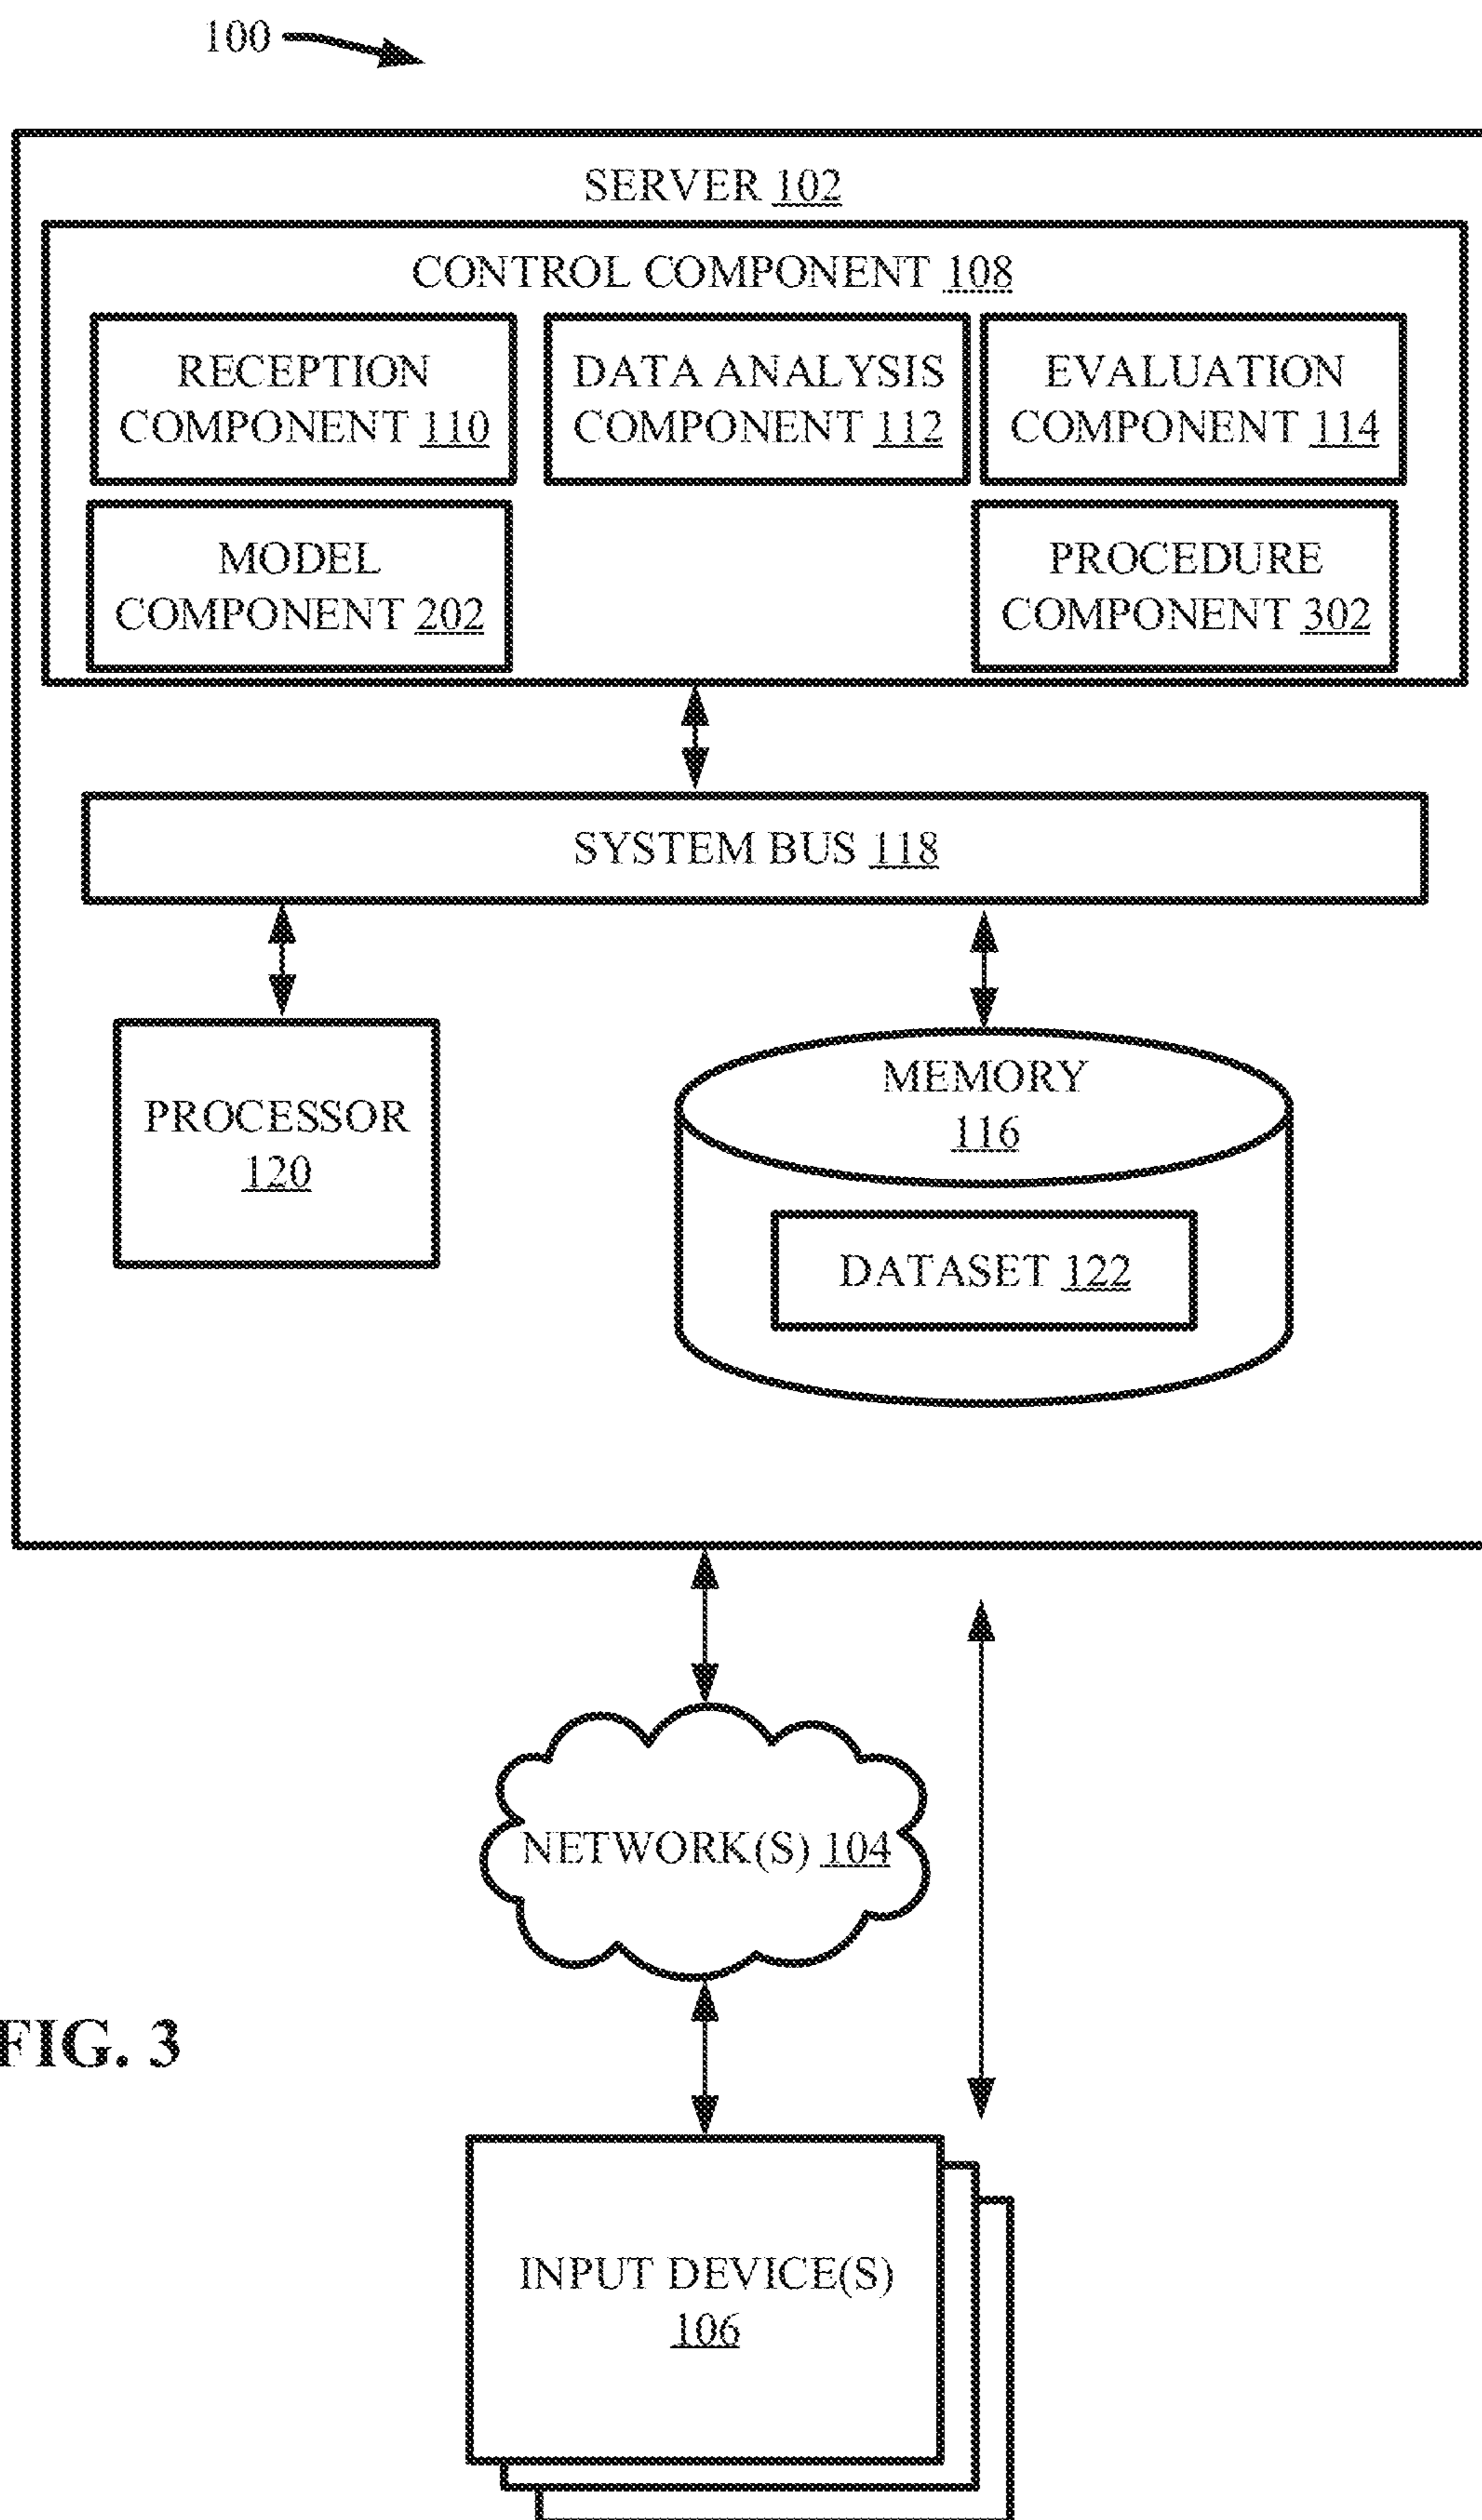 100
SERVER 102
CONTROL COMPONENT 108
RECEPTION
COMPONENT 110
DATA ANALYSIS
COMPONENT 112
EVALUATION
COMPONENT 114
MODEL
COMPONENT 202
PROCEDURE
COMPONENT 302
SYSTEM BUS 118
PROCESSOR
120
MEMORY
116
DATASET 122
NETWORK(S) 104
FIG. 3
INPUT DEVICE(S)
106